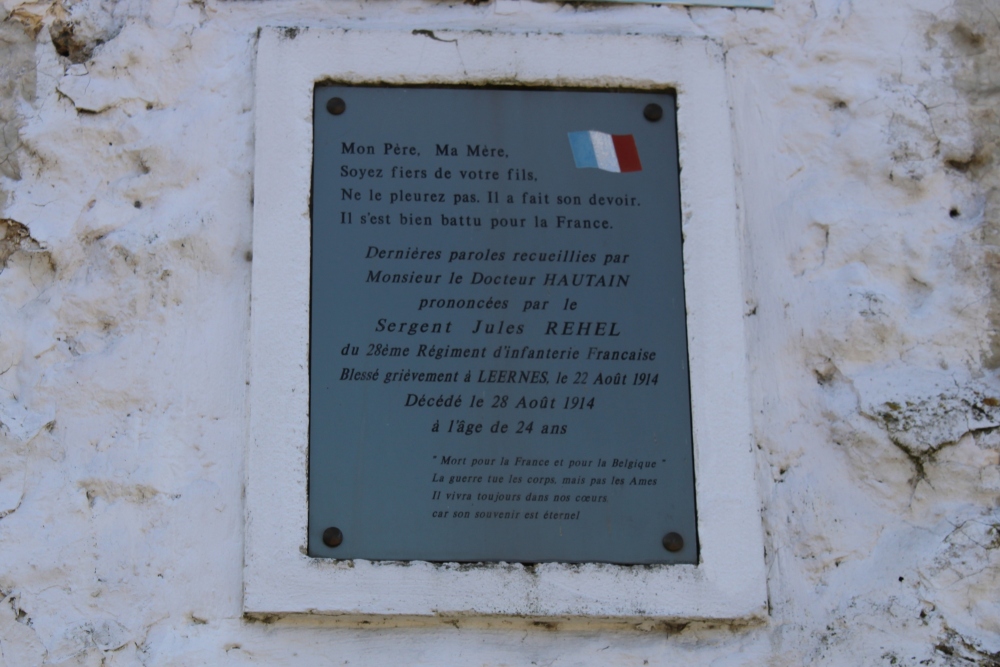 Mon Père, Ma Mère,
Soyez fiers de votre fils,
Ne le pleurez pas. Il a fait son devoir.
Il s'est bien battu pour la France.
Derniéres paroles recueillies par
Monsieur le Docteur HAUTAIN
prononcées par le
Sergent Jules REHEL
du 28ème Régiment d'infanterie Francaise
Blessé grièvement à LEERNES, le 22 Août 1914
Décédé le 28 Août 1914
à l'âge de 24 ans
" Mort pour la France et pour la Belgique "
La guerre tue les corps, mais pas les Ames
Il vivra toujours dans nos cœurs
car son souvenir est éternel